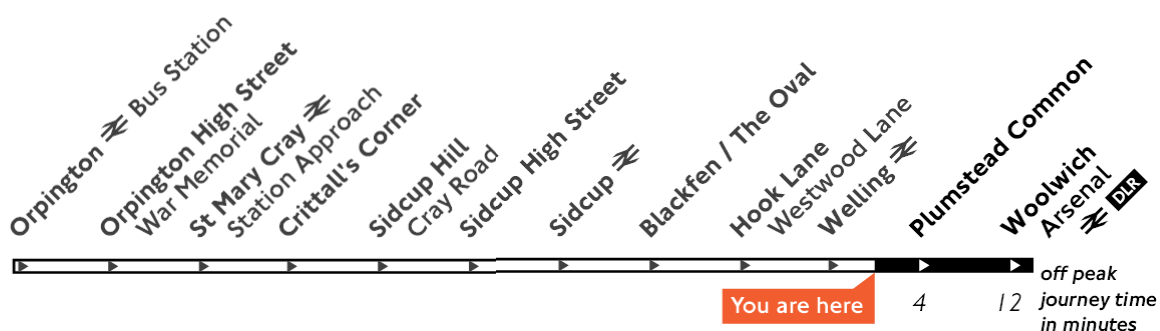 Orpington Bus Station
Orpington High Street
War Memorial
St Mary Cray
Station Approach
Crittall's Corner
Sidcup Hill
Cray Road
Sidcup High Street
Sidcup
Blackfen / The Oval
Hook Lane
Westwood Lane
Welling
Plumstead Common
Woolwich
Arsenal
DLR
You are here
4
12
off peak
journey time
in minutes